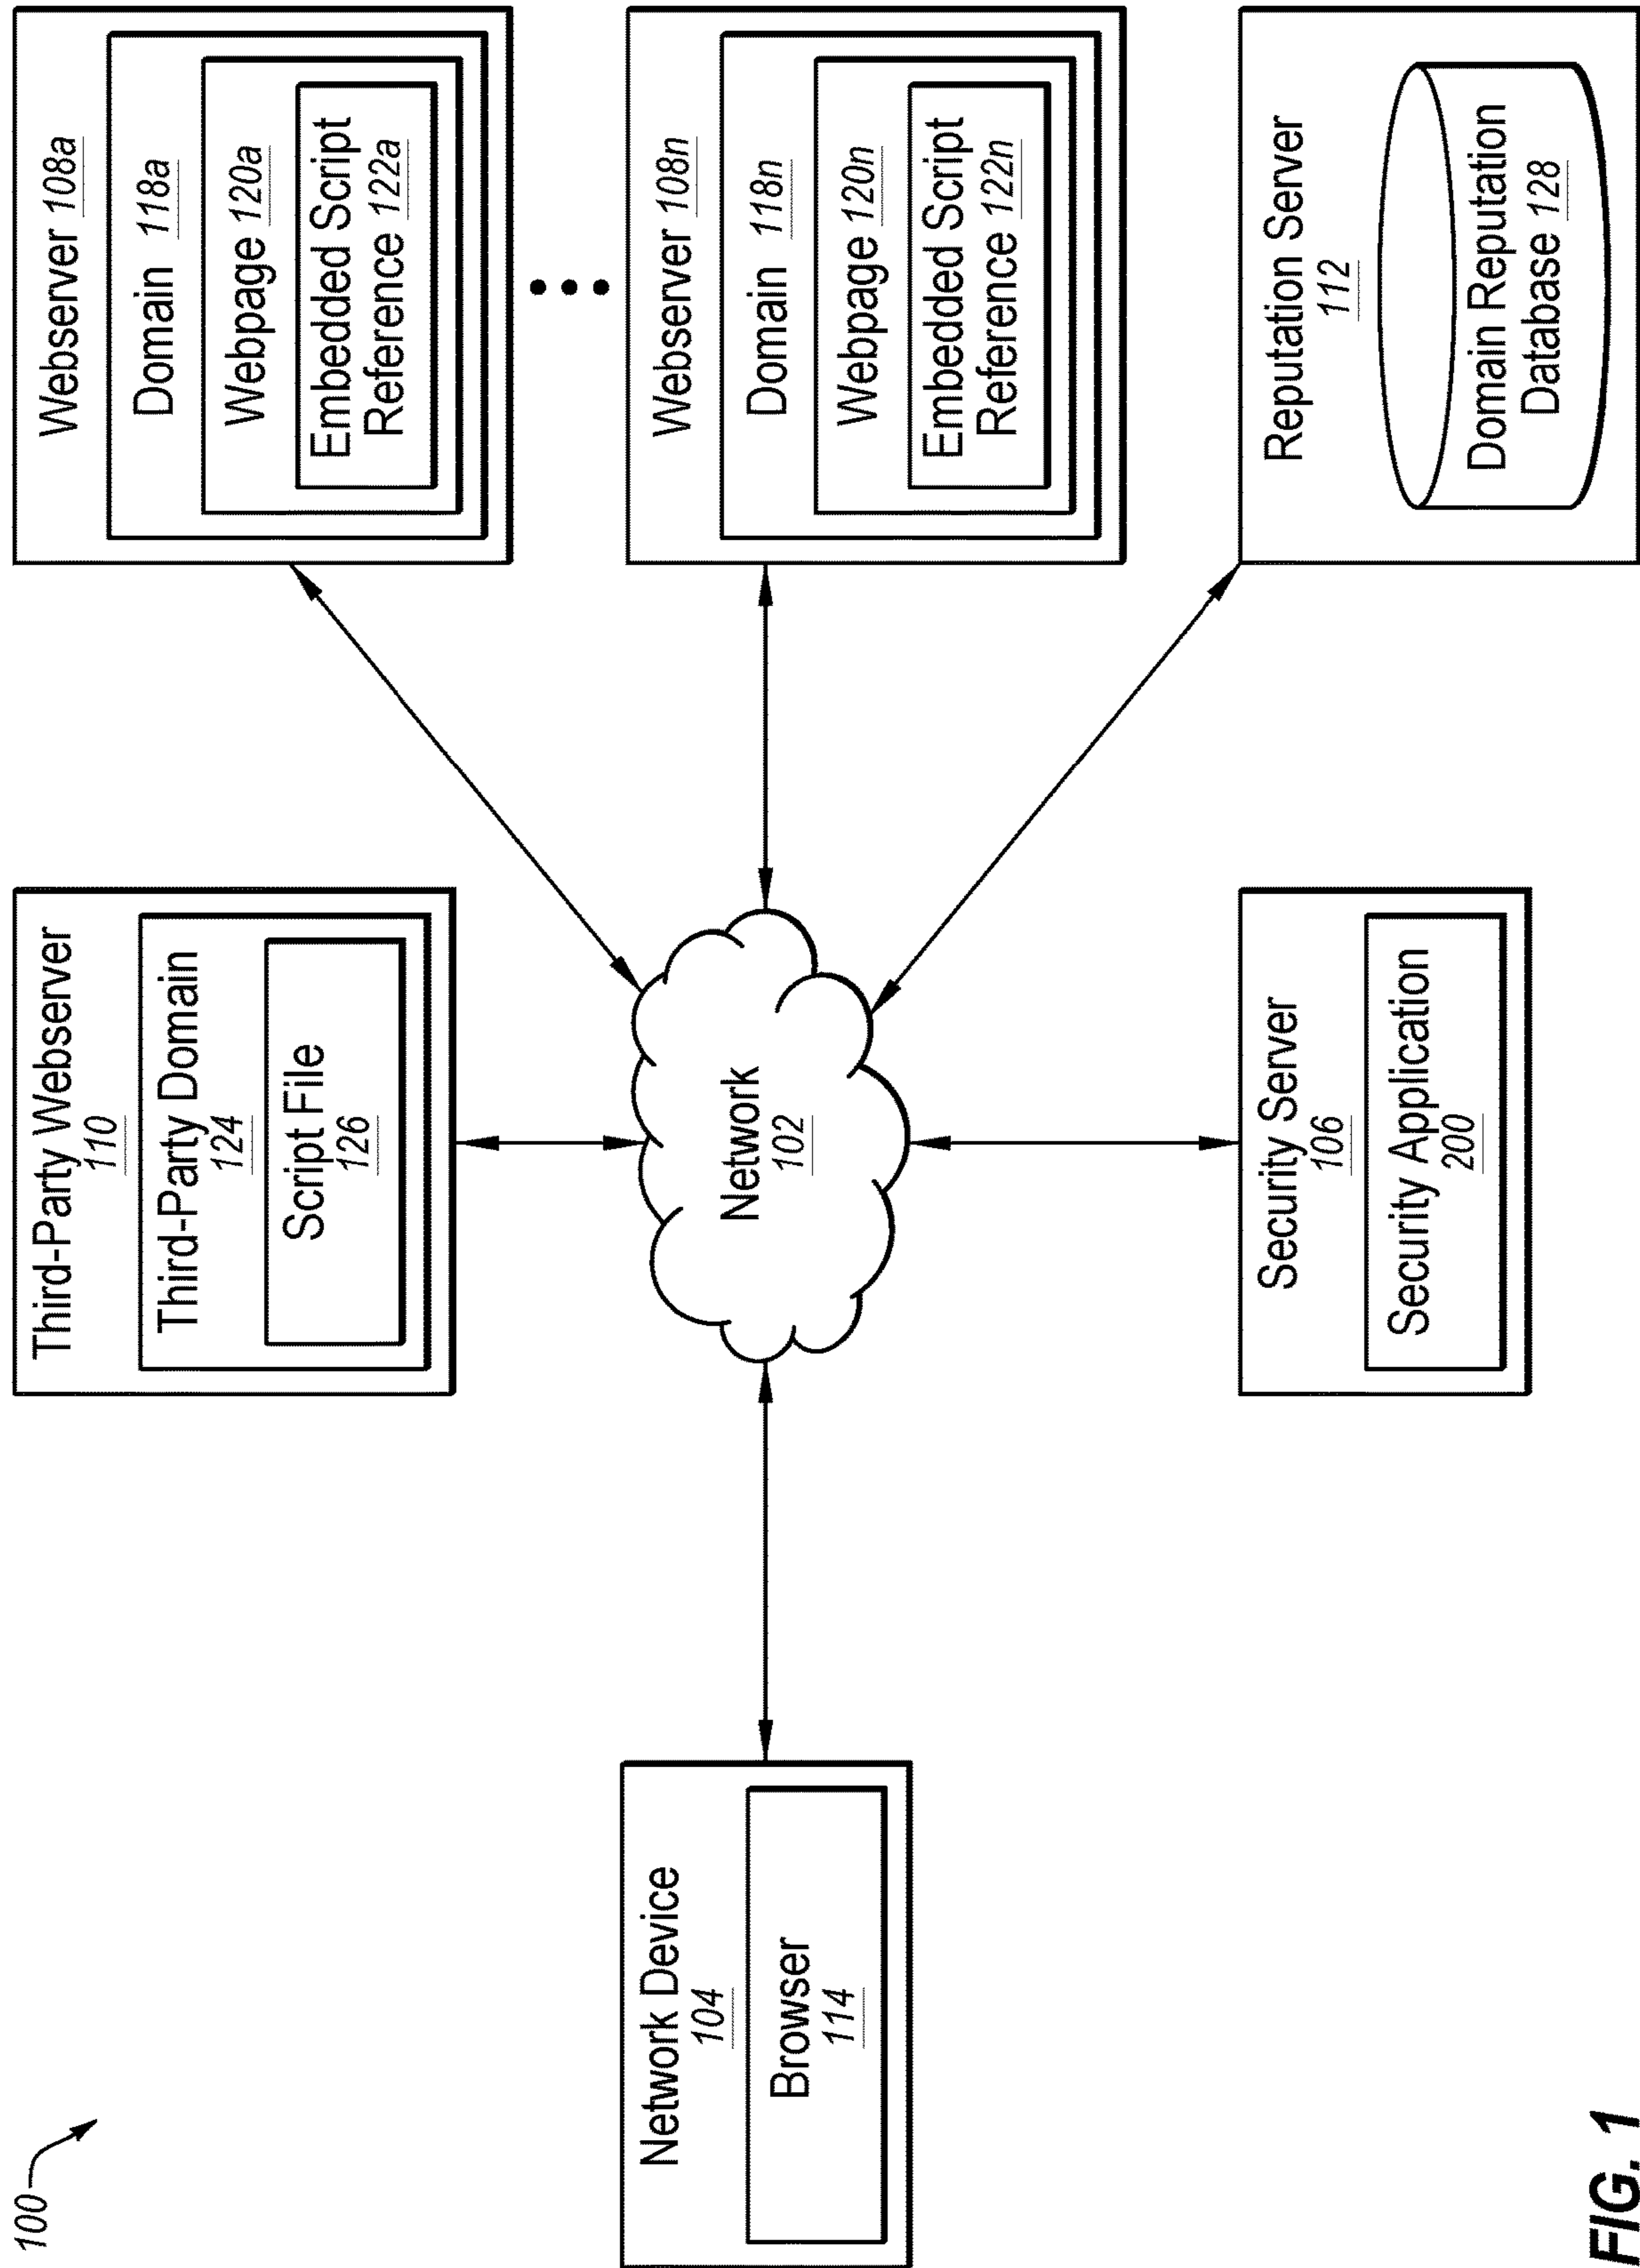 100
Third-Party Webserver
110
Third-Party Domain
124
Script File
126
Webserver 108a
Domain 118a
Webpage 120a
Embedded Script
Reference 122a
Network Device
104
Browser
114
Network
102
Webserver 108n
Domain 118n
Webpage 120n
Embedded Script
Reference 122n
Security Server
106
Security Application
200
Reputation Server
112
Domain Reputation
Database 128
FIG. 1